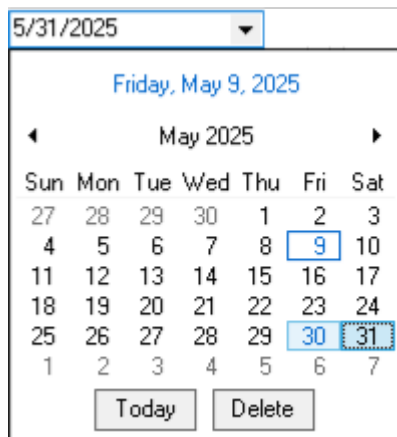 5/31/2025
Friday, May 9, 2025
May 2025
Sun Mon Tue Wed Thu Fri Sat
27 28 29 30 1 2 3
4 5 6 7 8 9 10
11 12 13 14 15 16 17
18 19 20 21 22 23 24
25 26 27 28 29 30 31
1 2 3 4 5 6 7
Today Delete